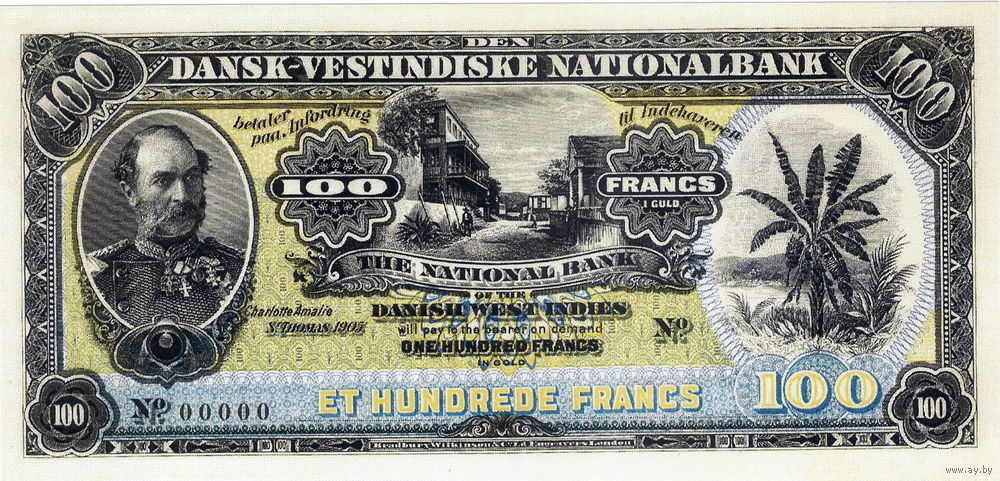 DEN
100 DANSK-VESTINDISKE NATIONALBANK 100
betaler paa Anfordring
til Indehaveren
100
FRANCS
I GULD
THE NATIONAL BANK
OF THE
DANISH WEST INDIES
will pay to the bearer on demand
ONE HUNDRED FRANCS
IN GOLD
Charlotte Amalie
St THOMAS 1905
No.
No. 00000
ET HUNDREDE FRANCS
100
100
100
Bradbury, Wilkinson & Co Ld Engravers London
www.ay.by